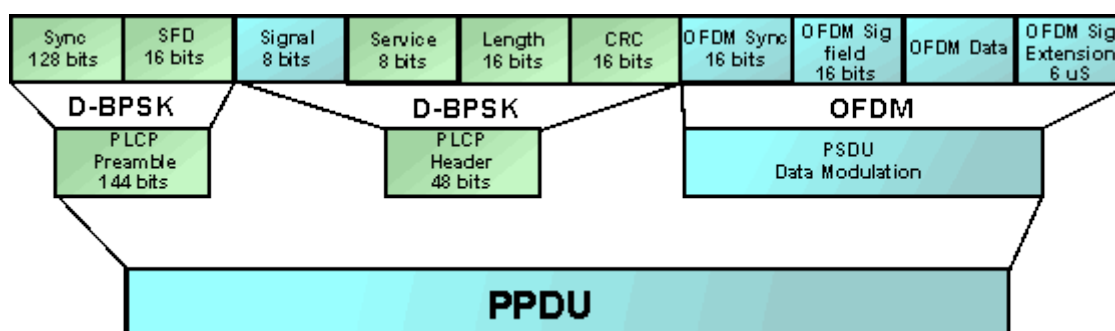 Sync
128 bits
SFD
16 bits
Signal
8 bits
Service
8 bits
Length
16 bits
CRC
16 bits
OFDM Sync
16 bits
OFDM Sig
field
16 bits
OFDM Data
OFDM Sig
Extension
6 uS
D-BPSK
D-BPSK
OFDM
PLCP
Preamble
144 bits
PLCP
Header
48 bits
PSDU
Data Modulation
PPDU